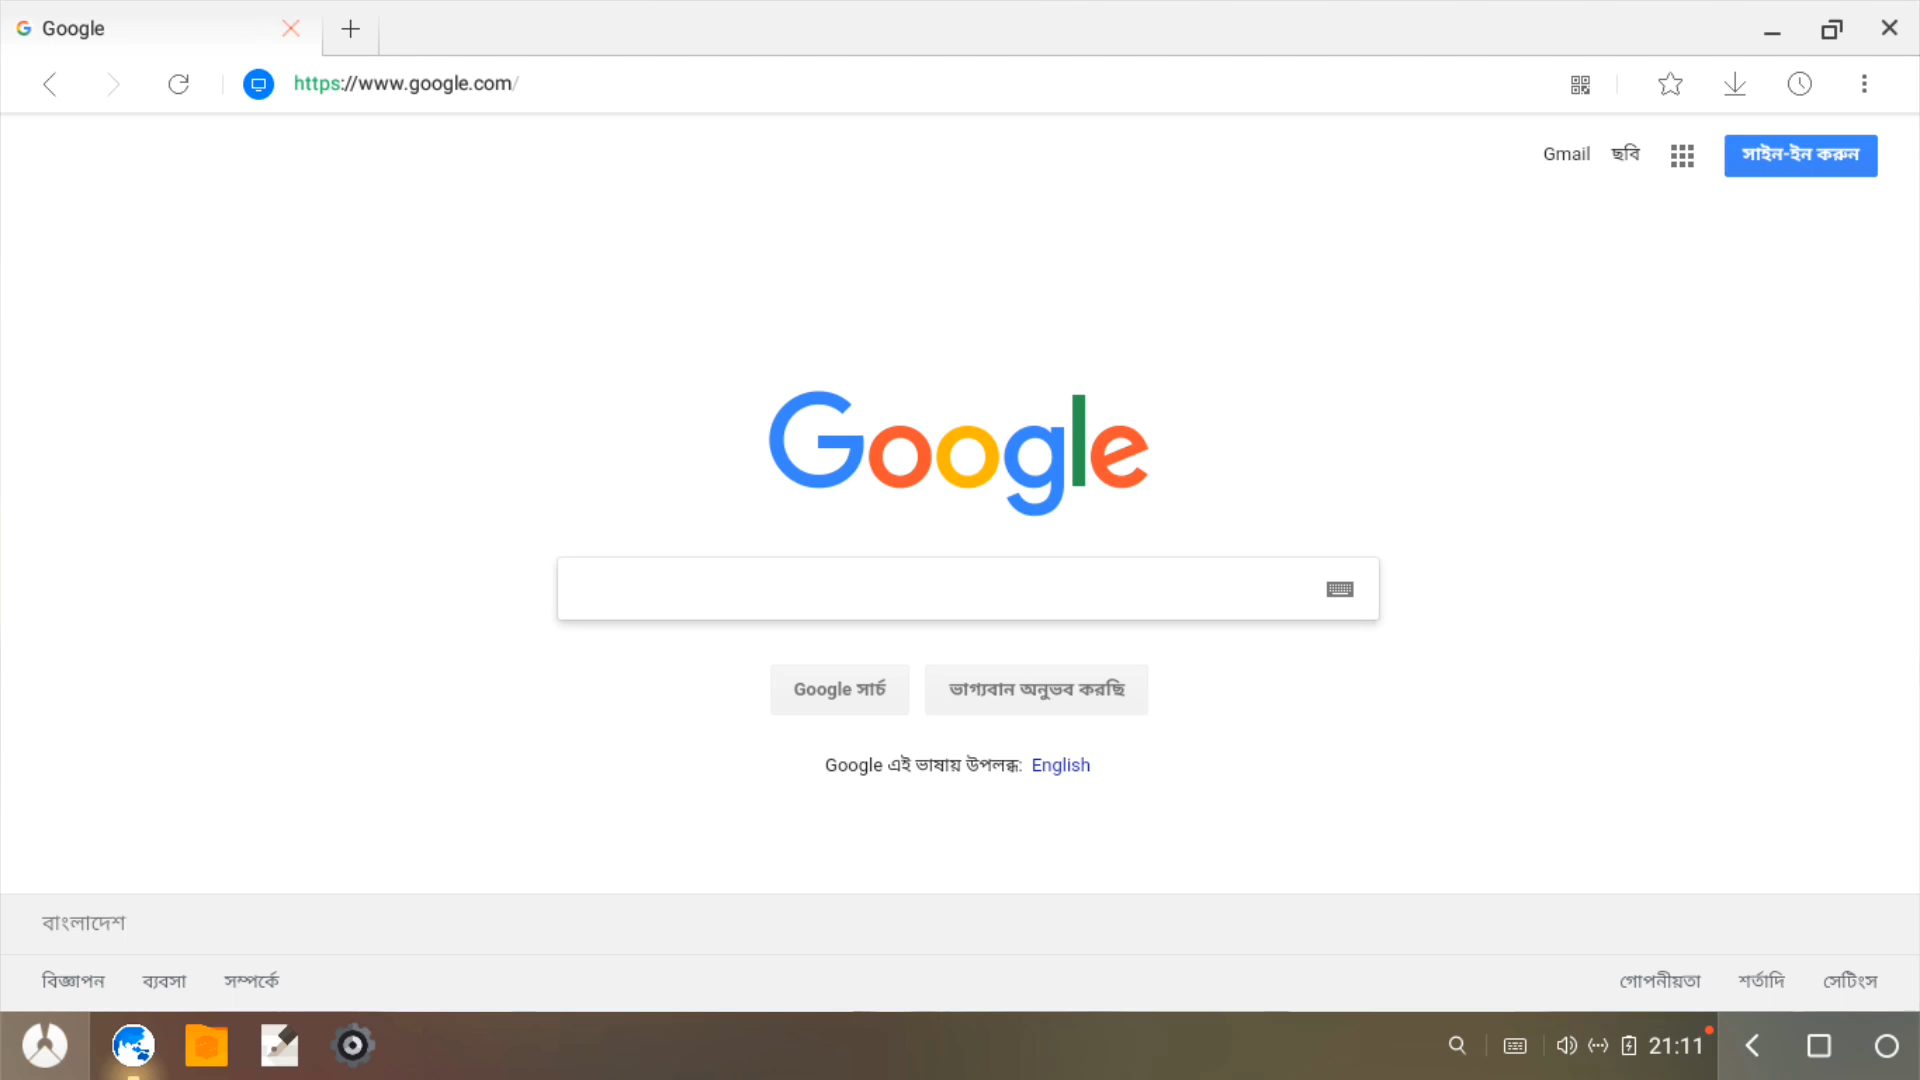 Google
https://www.google.com/
Gmail ছবি সাইন-ইন করুন
Google
Google সার্চ ভাগ্যবান অনুভব করছি
Google এই ভাষায় উপলব্ধ: English
বাংলাদেশ
বিজ্ঞাপন ব্যবসা সম্পর্কে গোপনীয়তা শর্তাদি সেটিংস
21:11